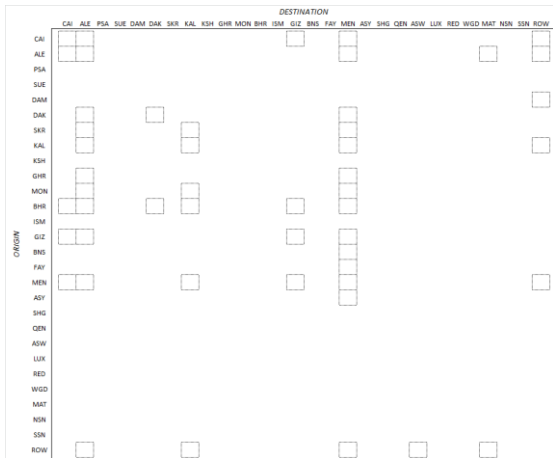 DESTINATION
CAI ALE PSA SUE DAM DAK SKR KAL KSH GHR MON BHR ISM GIZ BNS FAY MEN ASY SHG QEN ASW LUX RED WGD MAT NSN SSN ROW
ORIGIN
CAI
ALE
PSA
SUE
DAM
DAK
SKR
KAL
KSH
GHR
MON
BHR
ISM
GIZ
BNS
FAY
MEN
ASY
SHG
QEN
ASW
LUX
RED
WGD
MAT
NSN
SSN
ROW